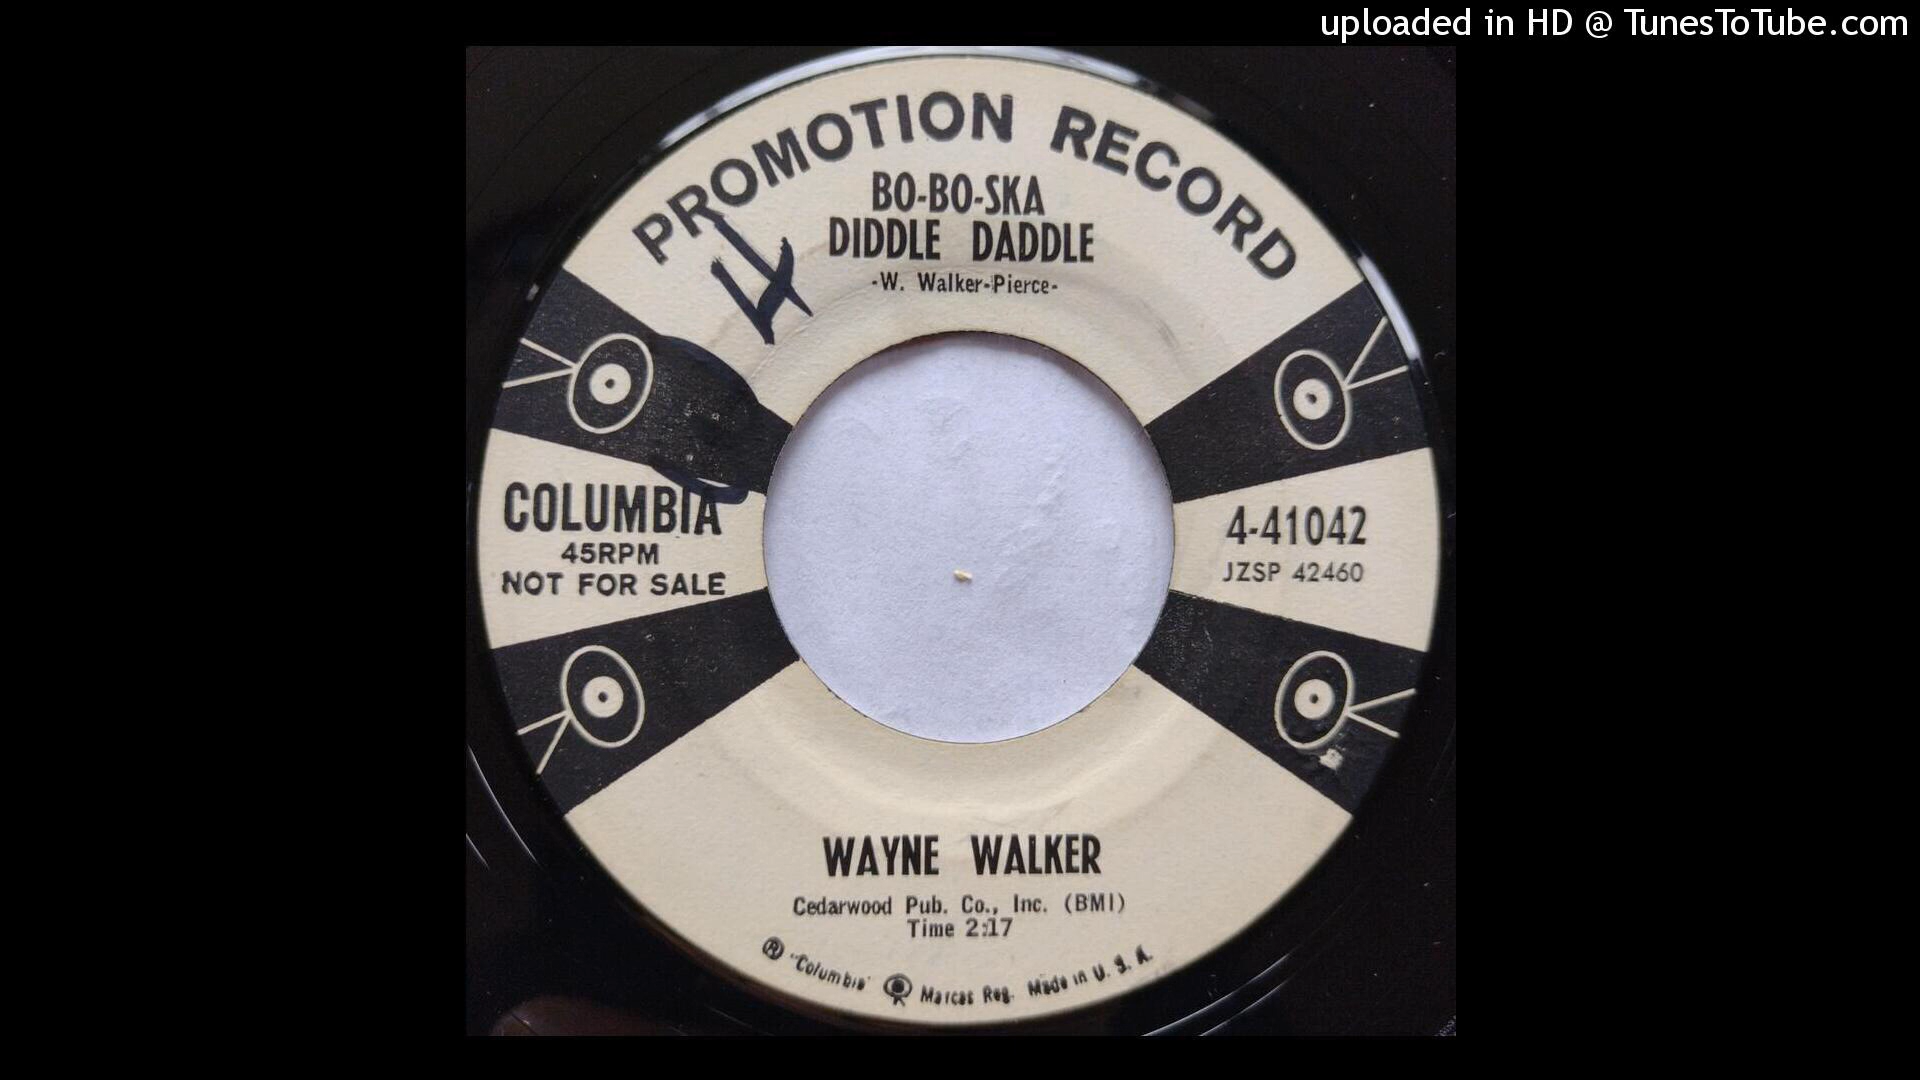 uploaded in HD @ TunesToTube.com
PROMOTION RECORD
BO-BO-SKA
DIDDLE DADDLE
-W. Walker-Pierce-
4
COLUMBIA
45RPM
NOT FOR SALE
4-41042
JZSP 42460
WAYNE WALKER
Cedarwood Pub. Co., Inc. (BMI)
Time 2:17
® "Columbia" Marcas Reg. Made in U. S. A.